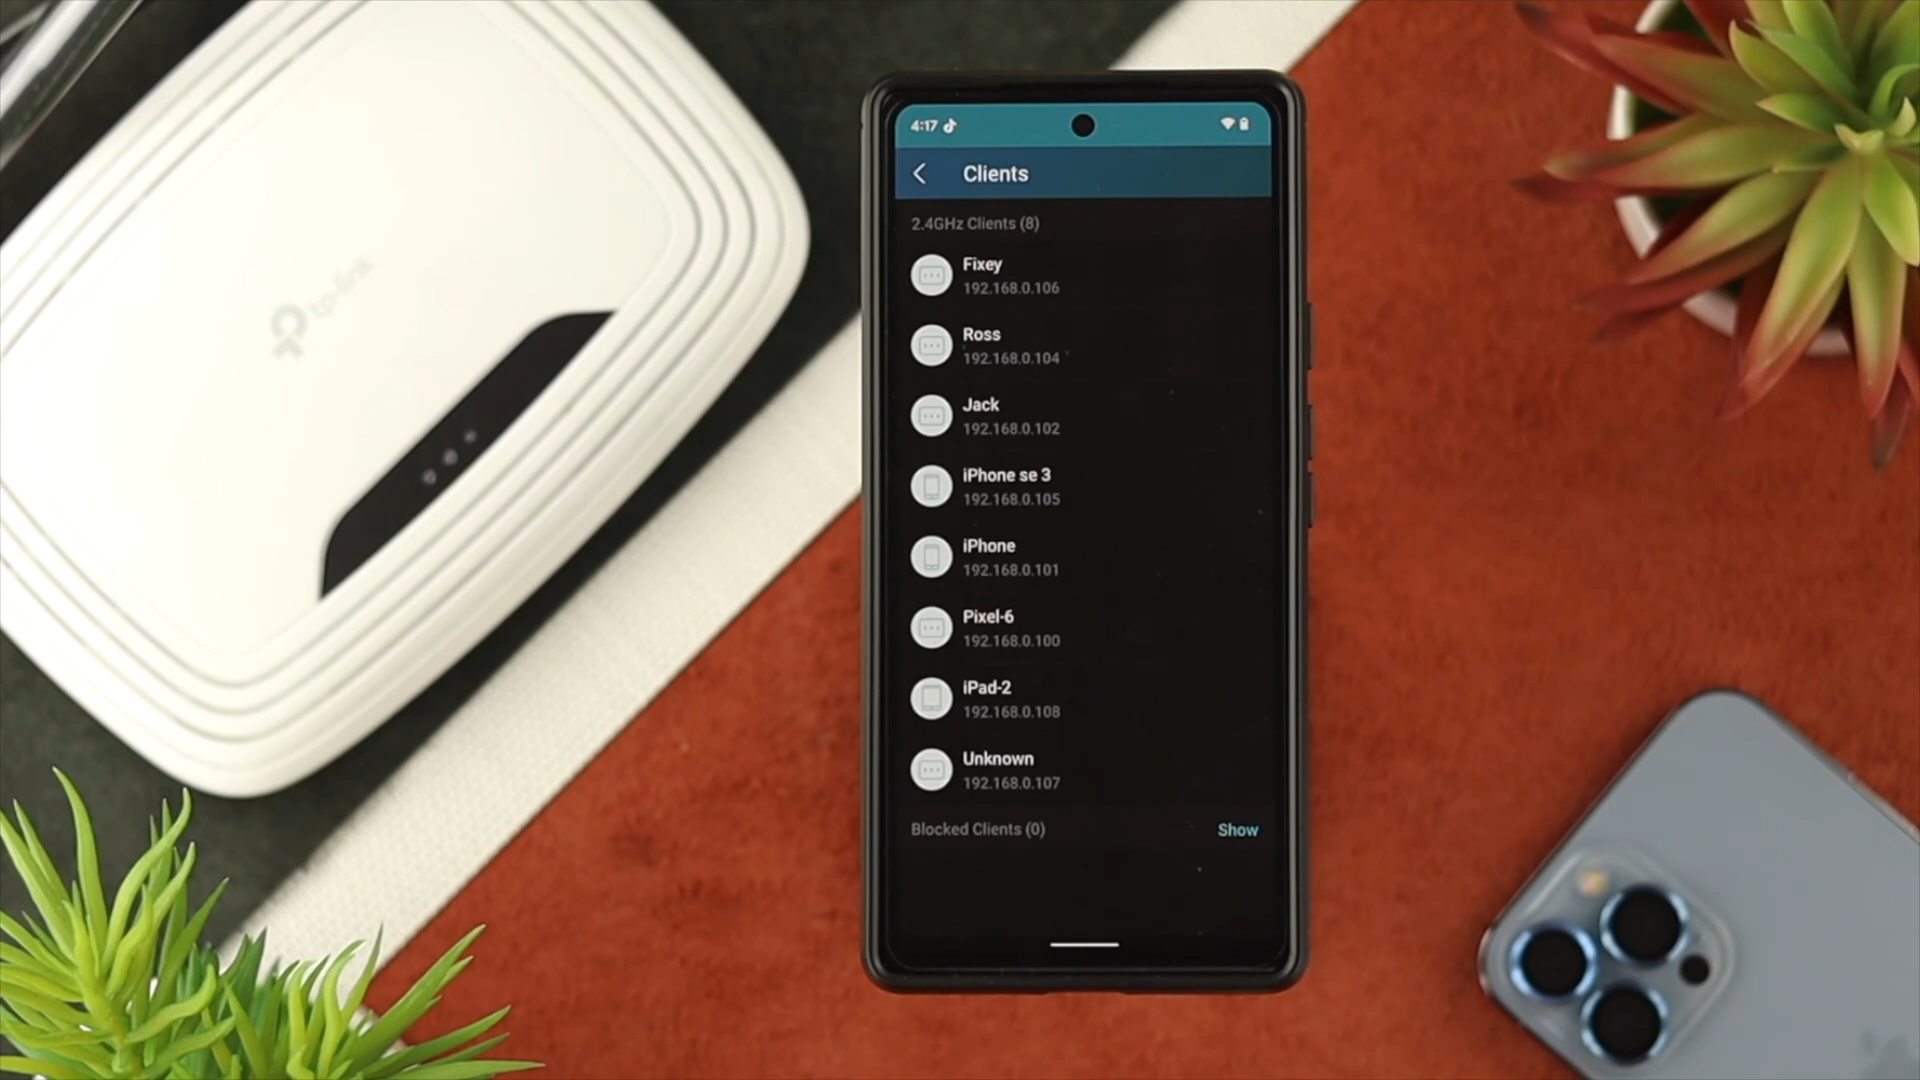 tp-link
4:17
Clients
2.4GHz Clients (8)
Fixey
192.168.0.106
Ross
192.168.0.104
Jack
192.168.0.102
iPhone se 3
192.168.0.105
iPhone
192.168.0.101
Pixel-6
192.168.0.100
iPad-2
192.168.0.108
Unknown
192.168.0.107
Blocked Clients (0) Show